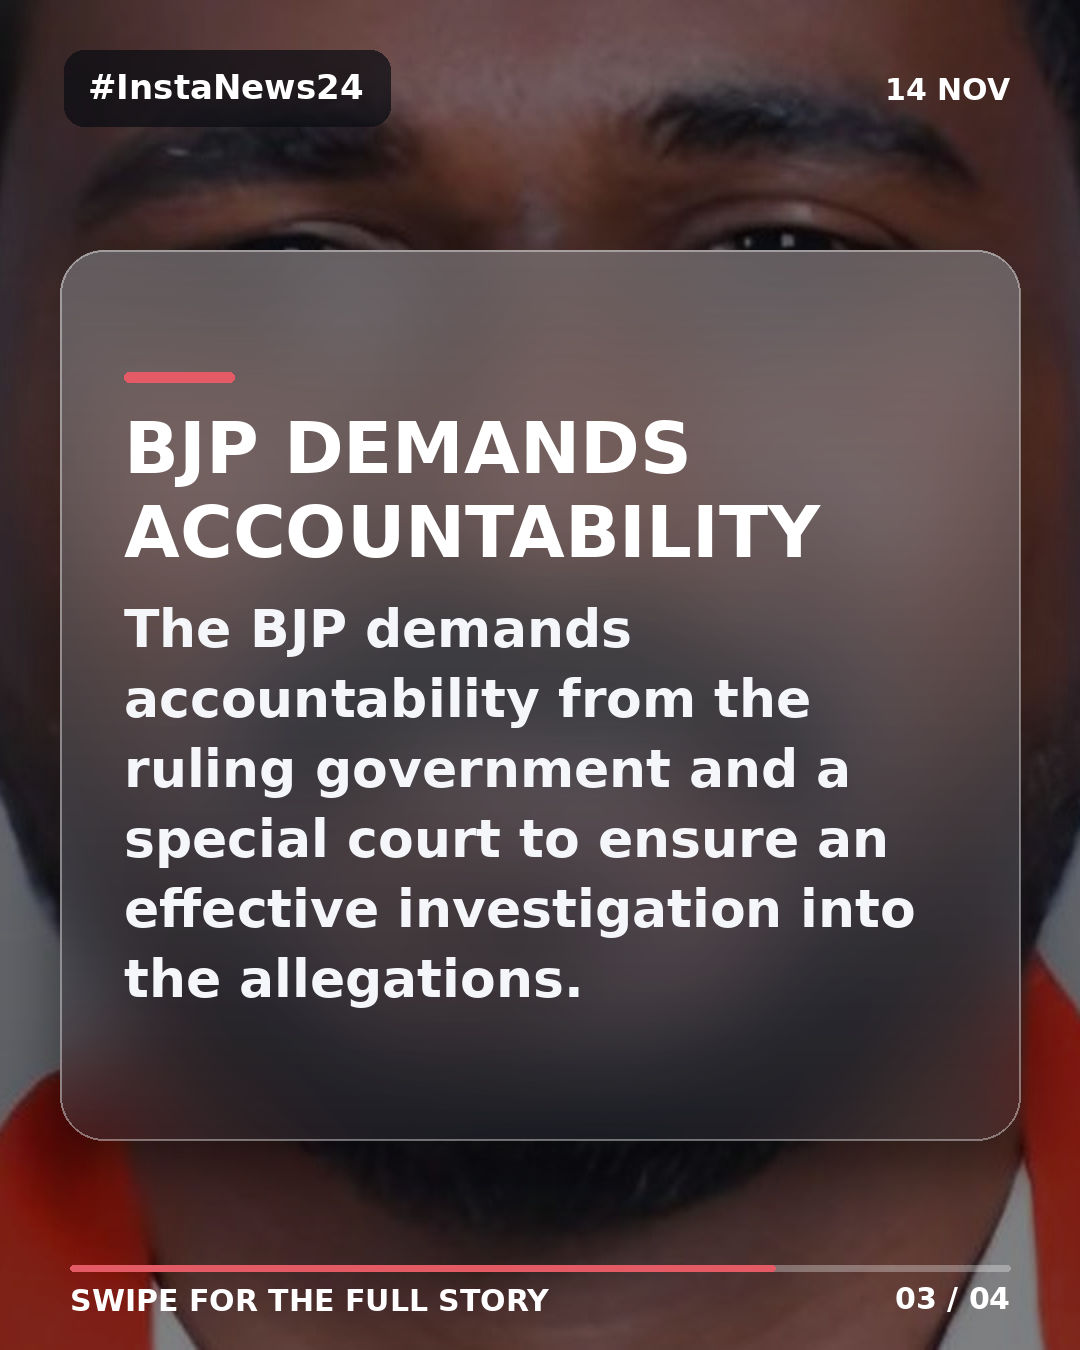 #InstaNews24
14 NOV
BJP DEMANDS
ACCOUNTABILITY
The BJP demands
accountability from the
ruling government and a
special court to ensure an
effective investigation into
the allegations.
SWIPE FOR THE FULL STORY
03 / 04